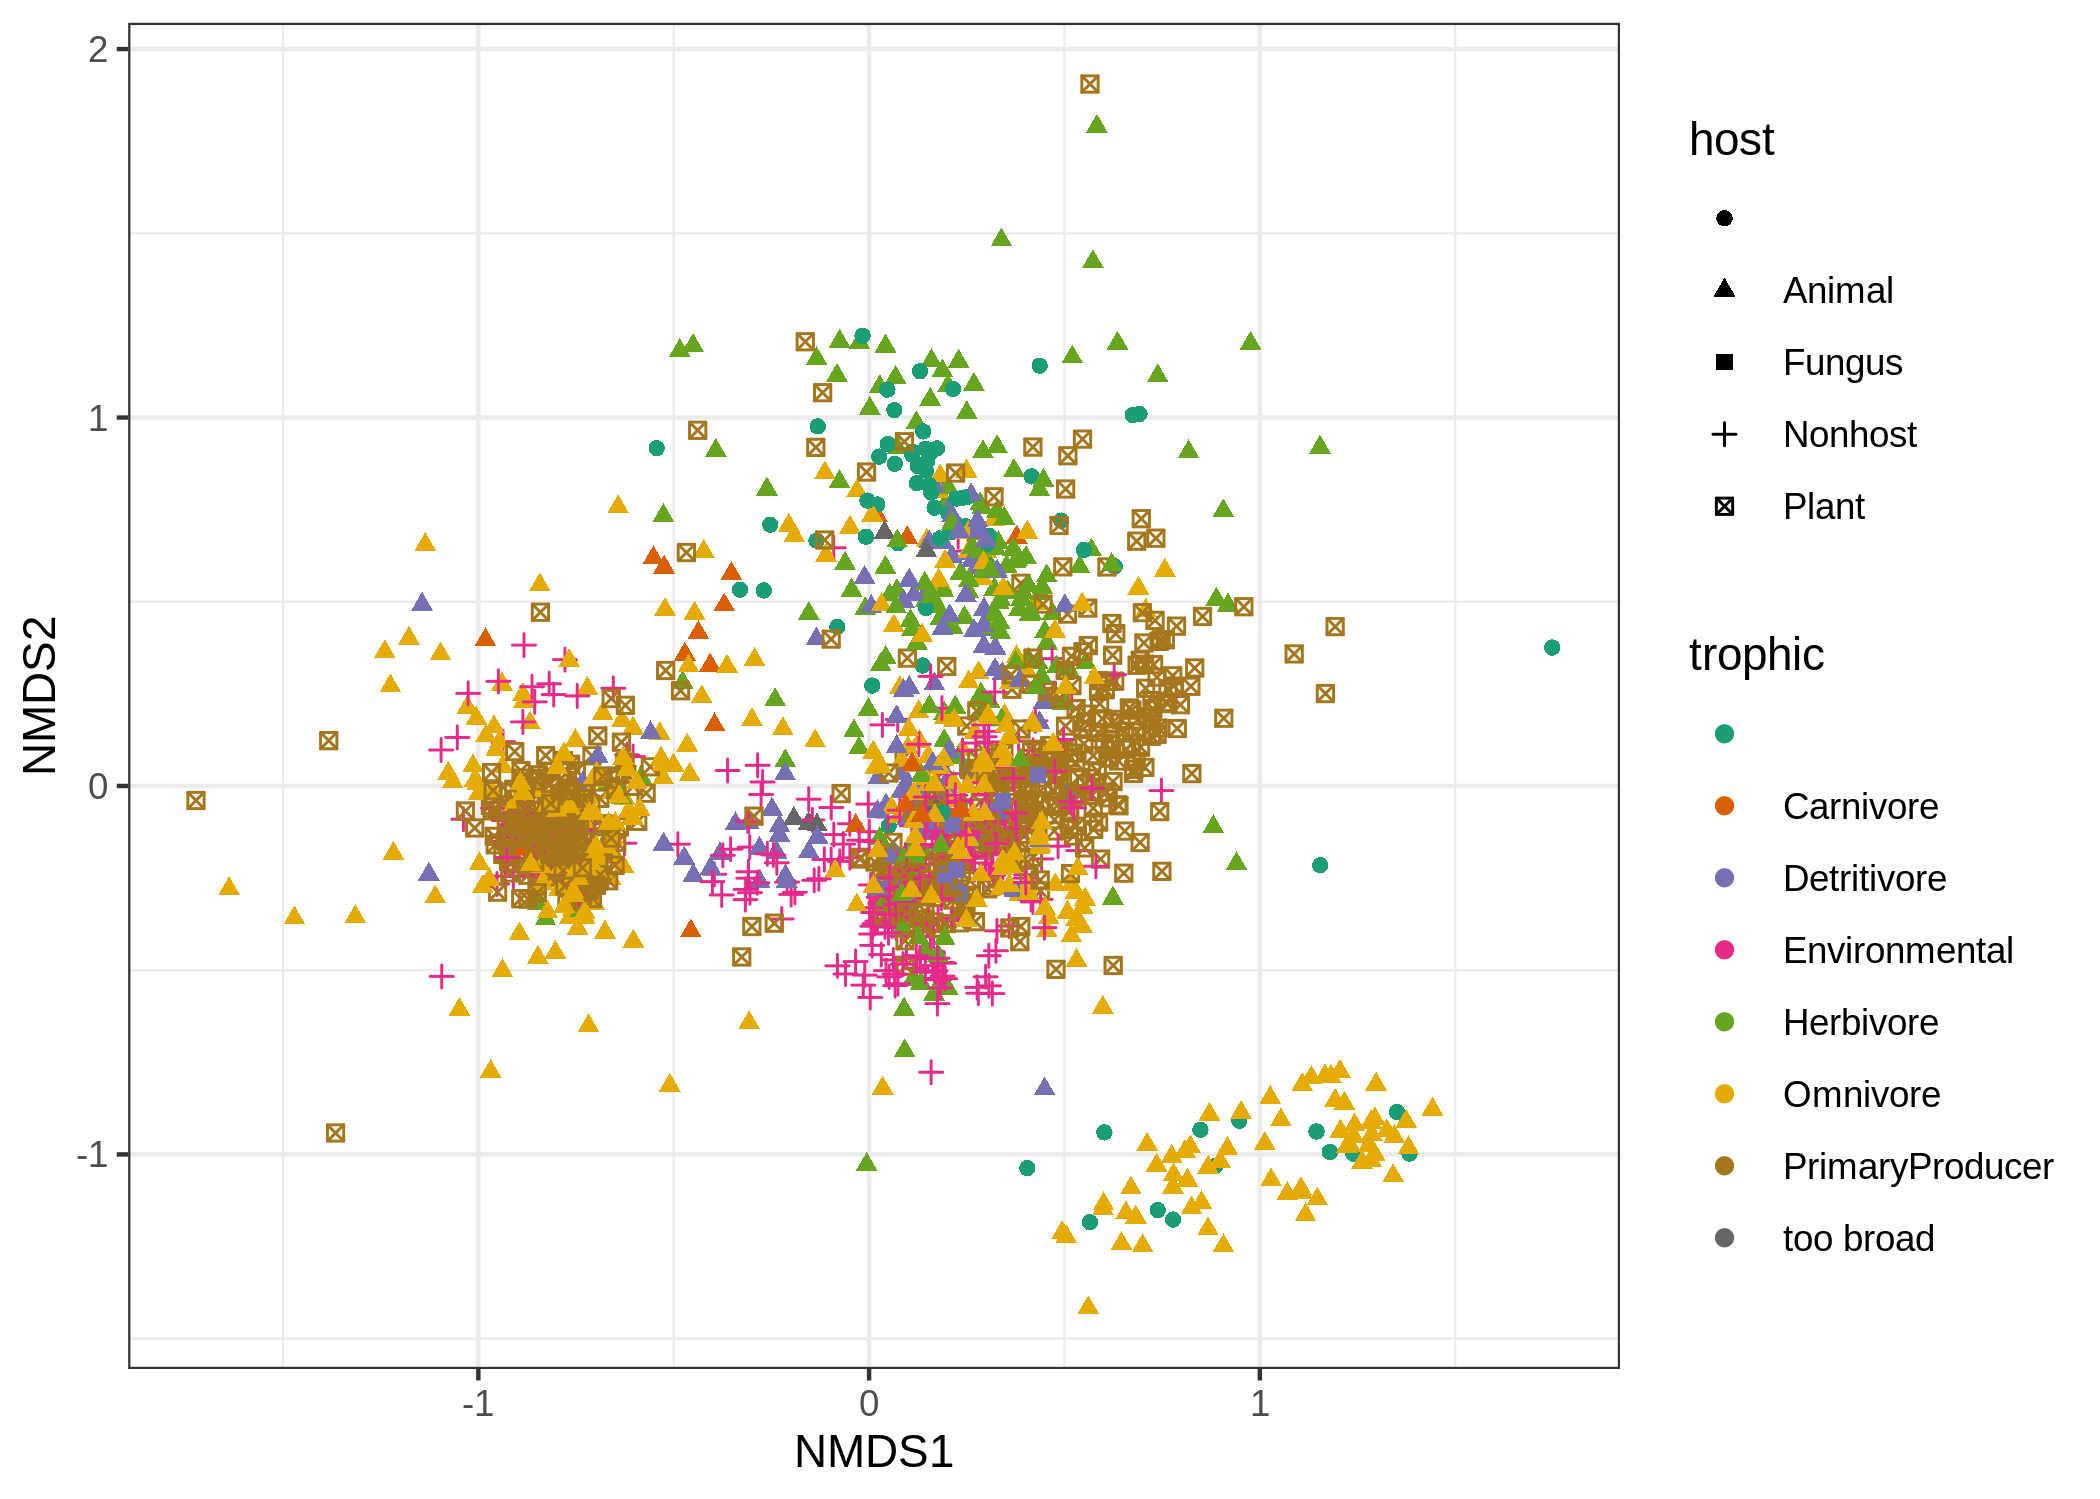 2
1
0
-1
-1
0
1
NMDS1
NMDS2
host
Animal
Fungus
Nonhost
Plant
trophic
Carnivore
Detritivore
Environmental
Herbivore
Omnivore
PrimaryProducer
too broad